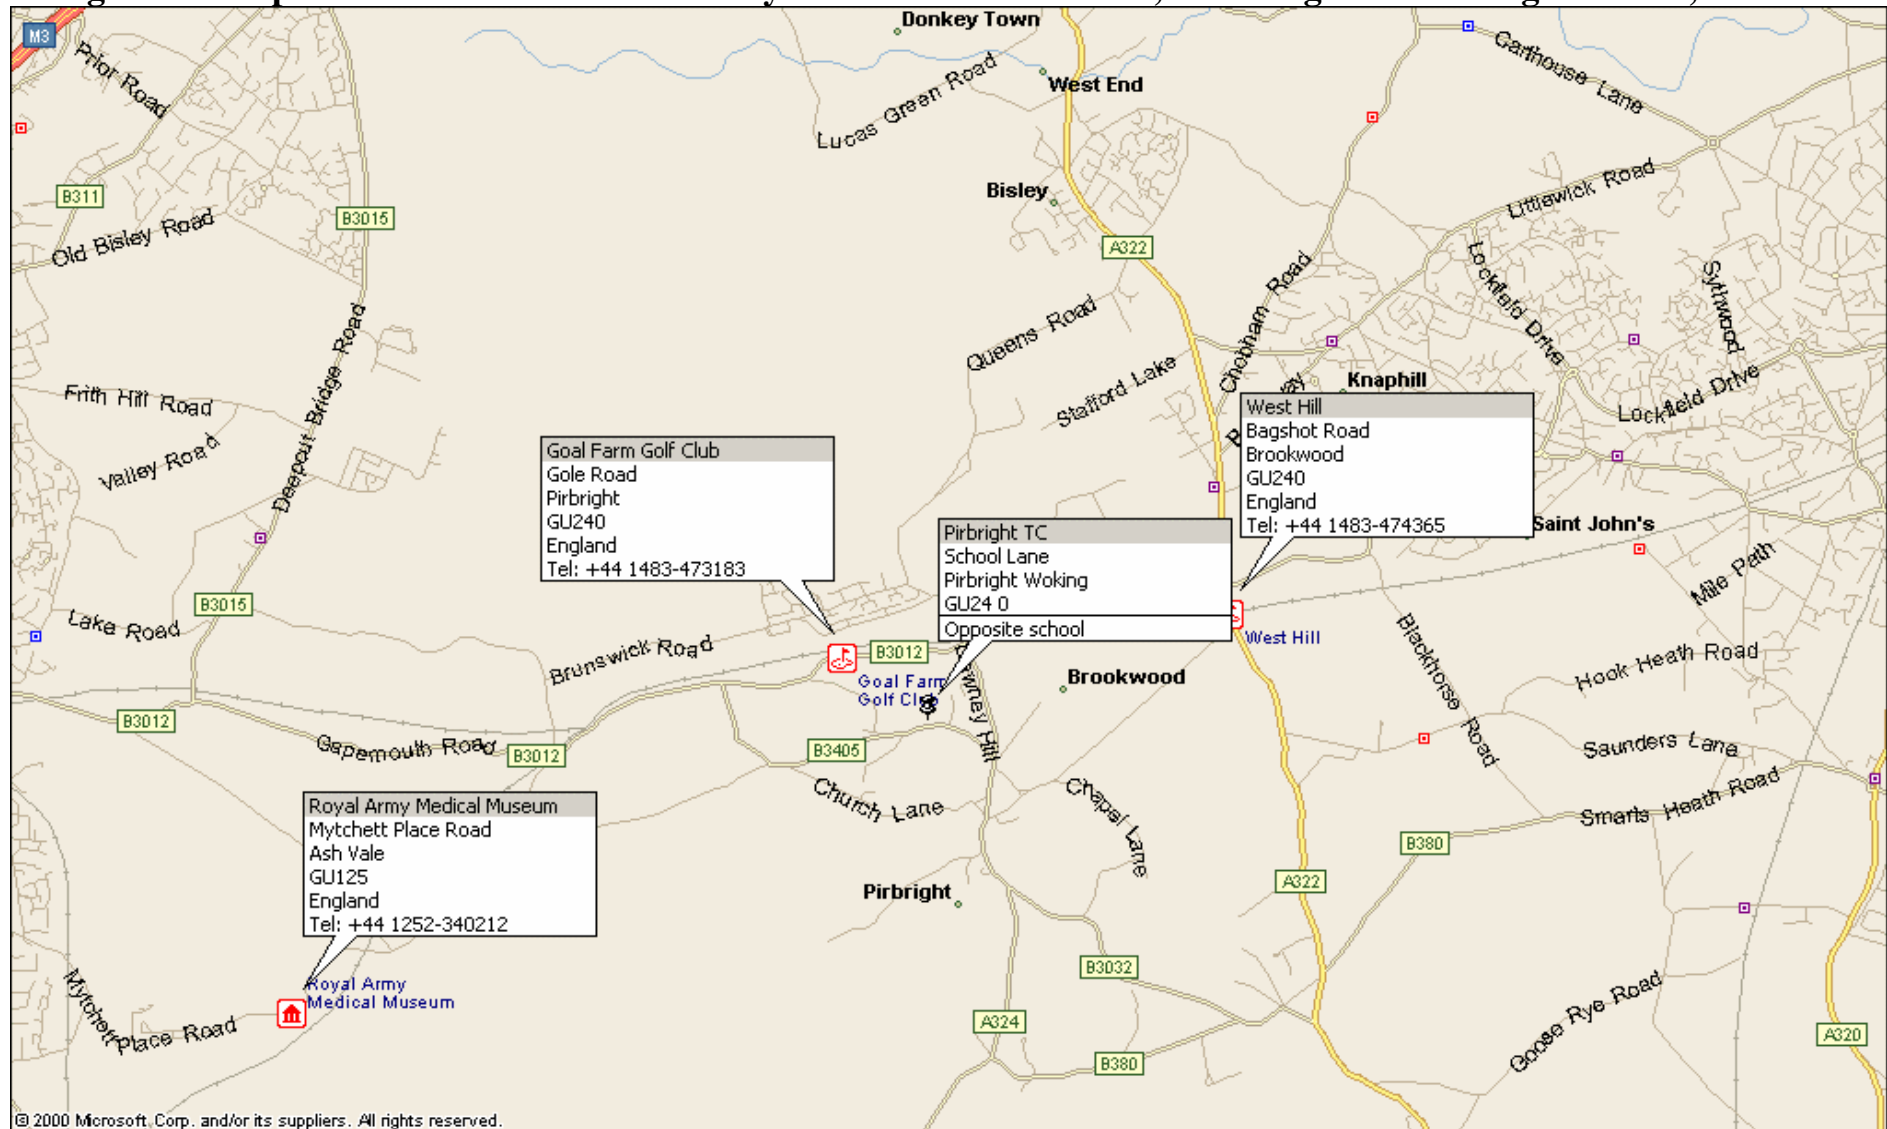 Donkey Town
M3
Prior Road
Lucas Green Road
West End
Carthouse Lane
B311
Old Bisley Road
B3015
Bisley
A322
Littlewick Road
Lockfield Drive
Sythwood
Chobham Road
Queens Road
Stafford Lake
Knaphill
Lockfield Drive
Frith Hill Road
Valley Road
Deepcut Bridge Road
Goal Farm Golf Club
Gole Road
Pirbright
GU240
England
Tel: +44 1483-473183
West Hill
Bagshot Road
Brookwood
GU240
England
Tel: +44 1483-474365
Pirbright TC
School Lane
Pirbright Woking
GU24 0
Opposite school
Saint John's
Mile Path
B3015
Lake Road
Brunswick Road
B3012
Goal Farm
Golf Club
West Hill
Brookwood
Blackhorse Road
Hook Heath Road
Saunders Lane
Smarts Heath Road
B3012
Gapemouth Road
B3012
B3405
Hill
Church Lane
Chapel Lane
B380
Royal Army Medical Museum
Mytchett Place Road
Ash Vale
GU125
England
Tel: +44 1252-340212
Pirbright
A322
Royal Army
Medical Museum
Mytchett Place Road
B3032
A324
B380
Goose Rye Road
A320
© 2000 Microsoft Corp. and/or its suppliers. All rights reserved.